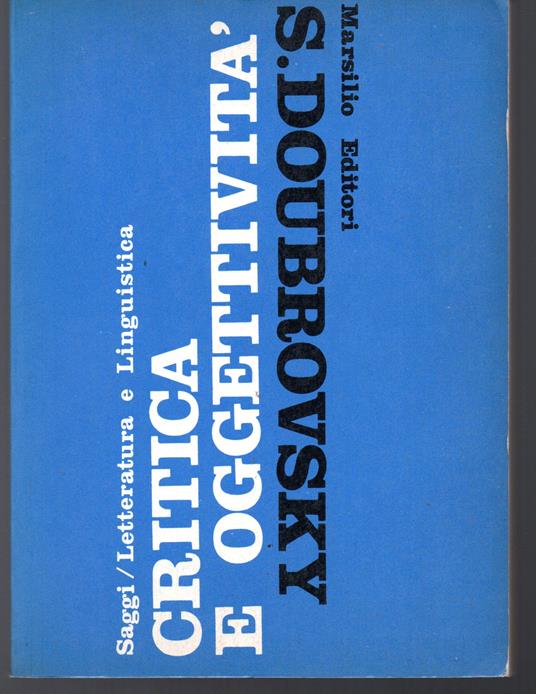 Saggi/Letteratura e Linguistica
CRITICA
E OGGETTIVITA'
S.DOUBROVSKY
Marsilio Editori